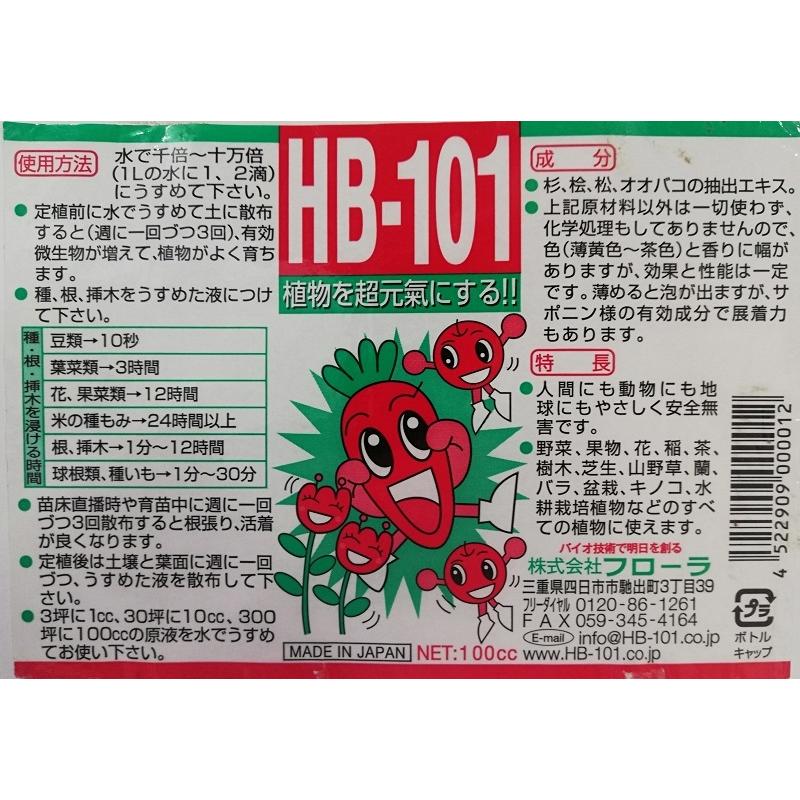 使用方法
水で千倍〜十万倍
(1Lの水に1、2滴)
にうすめて下さい。
● 定植前に水でうすめて土に散布
すると(週に一回づつ3回)、有効
微生物が増えて、植物がよく育ち
ます。
● 種、根、挿木をうすめた液につけ
て下さい。
種・根・挿木を浸ける時間
豆類→10秒
葉菜類→3時間
花、果菜類→12時間
米の種もみ→24時間以上
根、挿木→1分〜12時間
球根類、種いも→1分〜30分
● 苗床直播時や育苗中に週に一回
づつ3回散布すると根張り、活着
が良くなります。
● 定植後は土壌と葉面に週に一回
づつ、うすめた液を散布して下
さい。
● 3坪に1cc、30坪に10cc、300
坪に100ccの原液を水でうすめ
てお使い下さい。
HB-101
植物を超元氣にする!!
MADE IN JAPAN
NET:100cc
成分
● 杉、桧、松、オオバコの抽出エキス。
● 上記原材料以外は一切使わず、
化学処理もしてありませんので、
色(薄黄色〜茶色)と香りに幅が
ありますが、効果と性能は一定
です。薄めると泡が出ますが、サ
ポニン様の有効成分で展着力
もあります。
特長
● 人間にも動物にも地
球にもやさしく安全無
害です。
● 野菜、果物、花、稲、茶、
樹木、芝生、山野草、蘭、
バラ、盆栽、キノコ、水
耕栽培植物などのすべ
ての植物に使えます。
バイオ技術で明日を創る
株式会社フローラ
三重県四日市市馳出町3丁目39
フリーダイヤル 0120-86-1261
FAX 059-345-4164
E-mail info@HB-101.co.jp
www.HB-101.co.jp
4 522909 000012
プラ
ボトル
キャップ